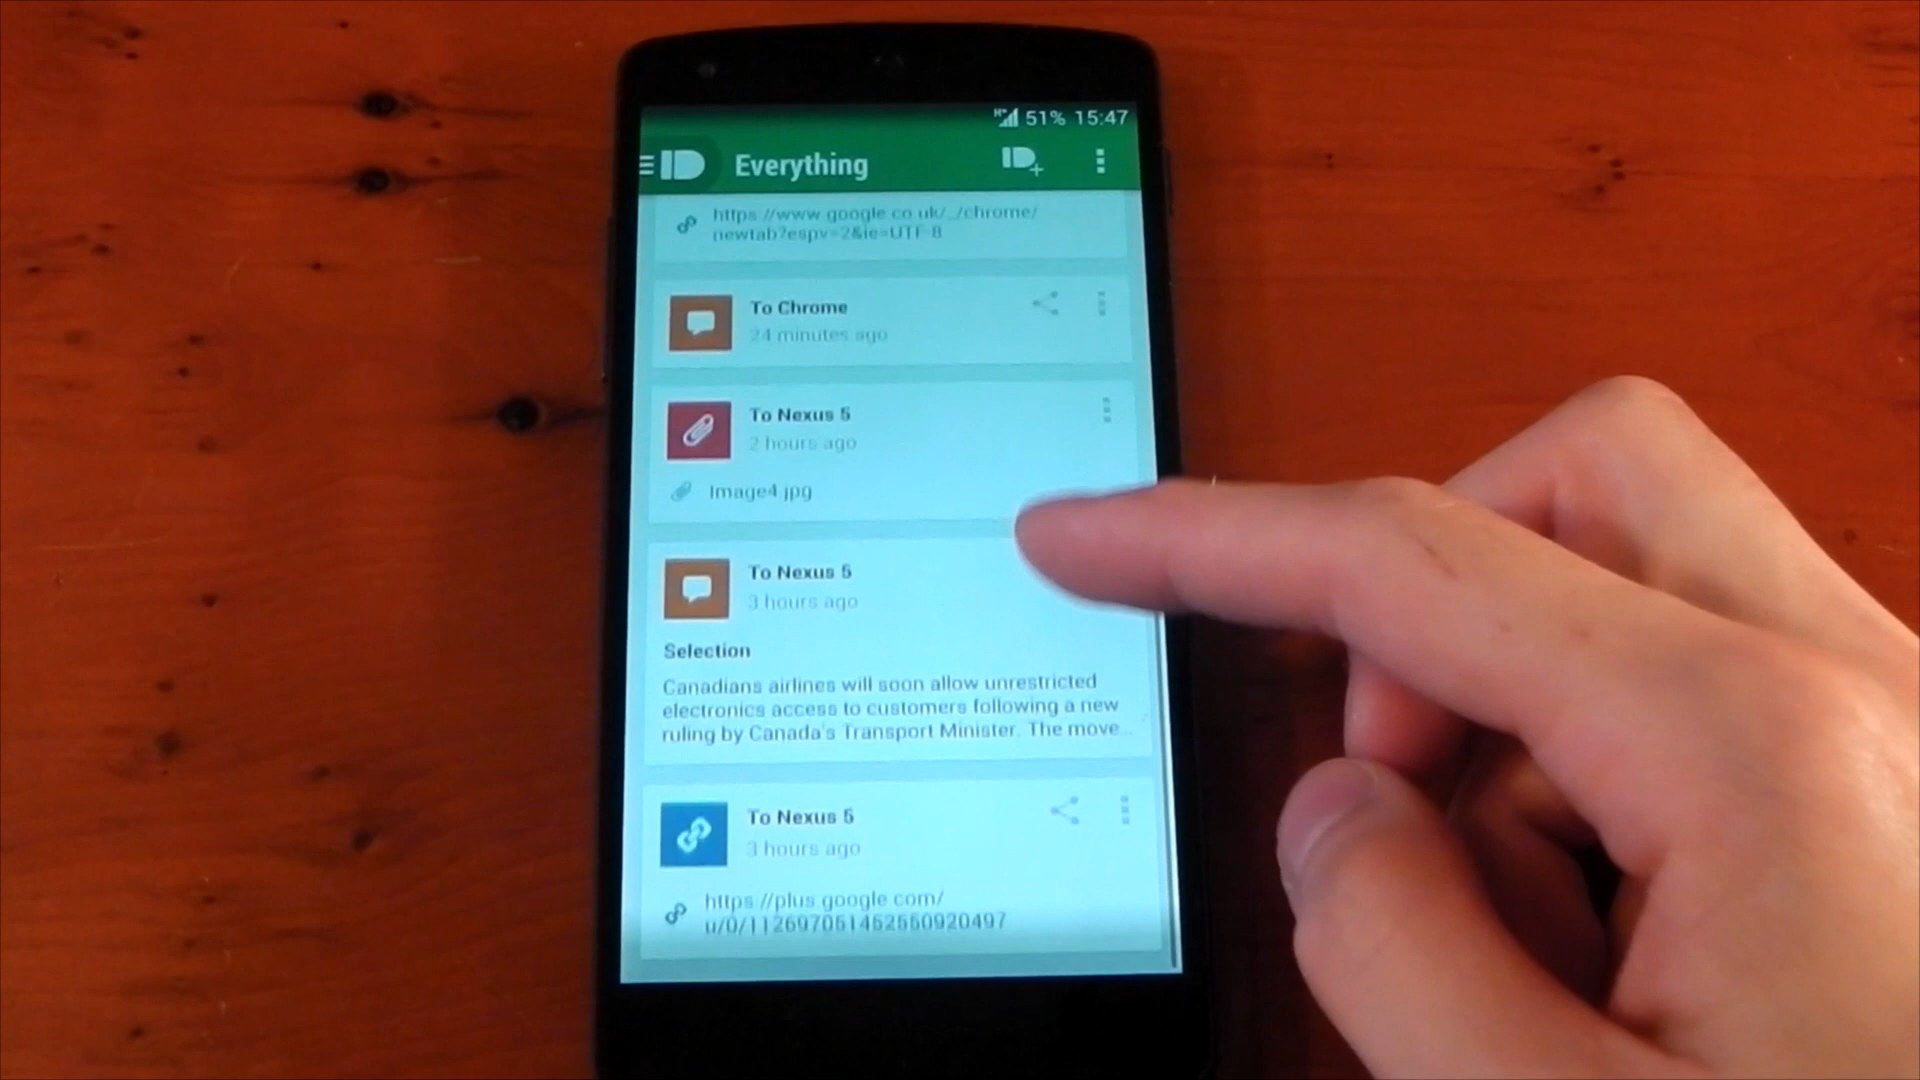 51% 15:47
Everything
https://www.google.co.uk/_/chrome/
newtab?espv=2&ie=UTF-8
To Chrome
24 minutes ago
To Nexus 5
2 hours ago
Image4.jpg
To Nexus 5
3 hours ago
Selection
Canadians airlines will soon allow unrestricted
electronics access to customers following a new
ruling by Canada's Transport Minister. The move...
To Nexus 5
3 hours ago
https://plus.google.com/
u/0/112697051452550920497